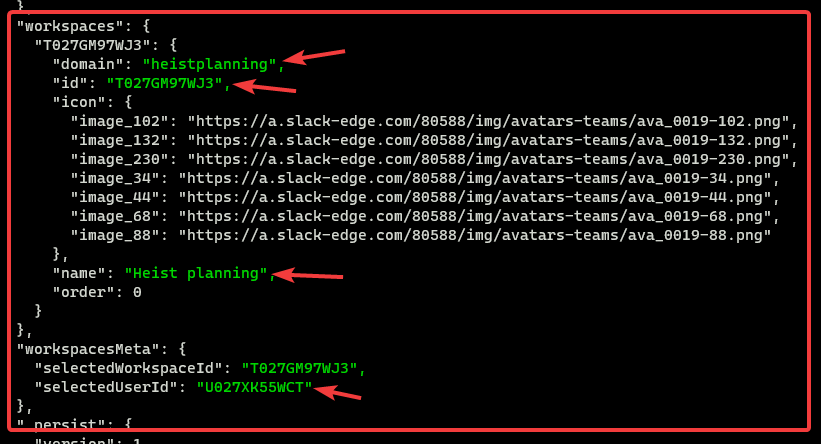 },
"workspaces": {
"T027GM97WJ3": {
"domain": "heistplanning",
"id": "T027GM97WJ3",
"icon": {
"image_102": "https://a.slack-edge.com/80588/img/avatars-teams/ava_0019-102.png",
"image_132": "https://a.slack-edge.com/80588/img/avatars-teams/ava_0019-132.png",
"image_230": "https://a.slack-edge.com/80588/img/avatars-teams/ava_0019-230.png",
"image_34": "https://a.slack-edge.com/80588/img/avatars-teams/ava_0019-34.png",
"image_44": "https://a.slack-edge.com/80588/img/avatars-teams/ava_0019-44.png",
"image_68": "https://a.slack-edge.com/80588/img/avatars-teams/ava_0019-68.png",
"image_88": "https://a.slack-edge.com/80588/img/avatars-teams/ava_0019-88.png"
},
"name": "Heist planning",
"order": 0
}
},
"workspacesMeta": {
"selectedWorkspaceId": "T027GM97WJ3",
"selectedUserId": "U027XK55WCT"
},
"_persist": {
"version": 1,